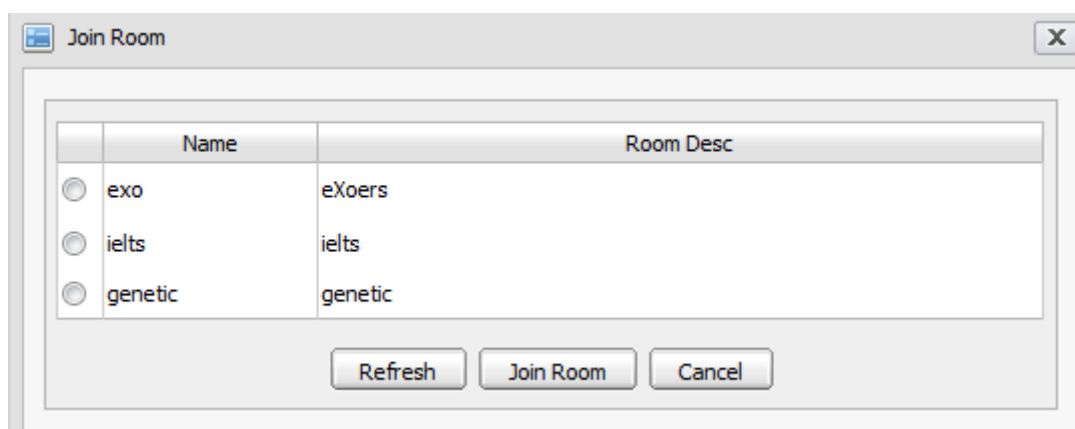 Join Room X
Name Room Desc
exo eXoers
ielts ielts
genetic genetic
Refresh Join Room Cancel